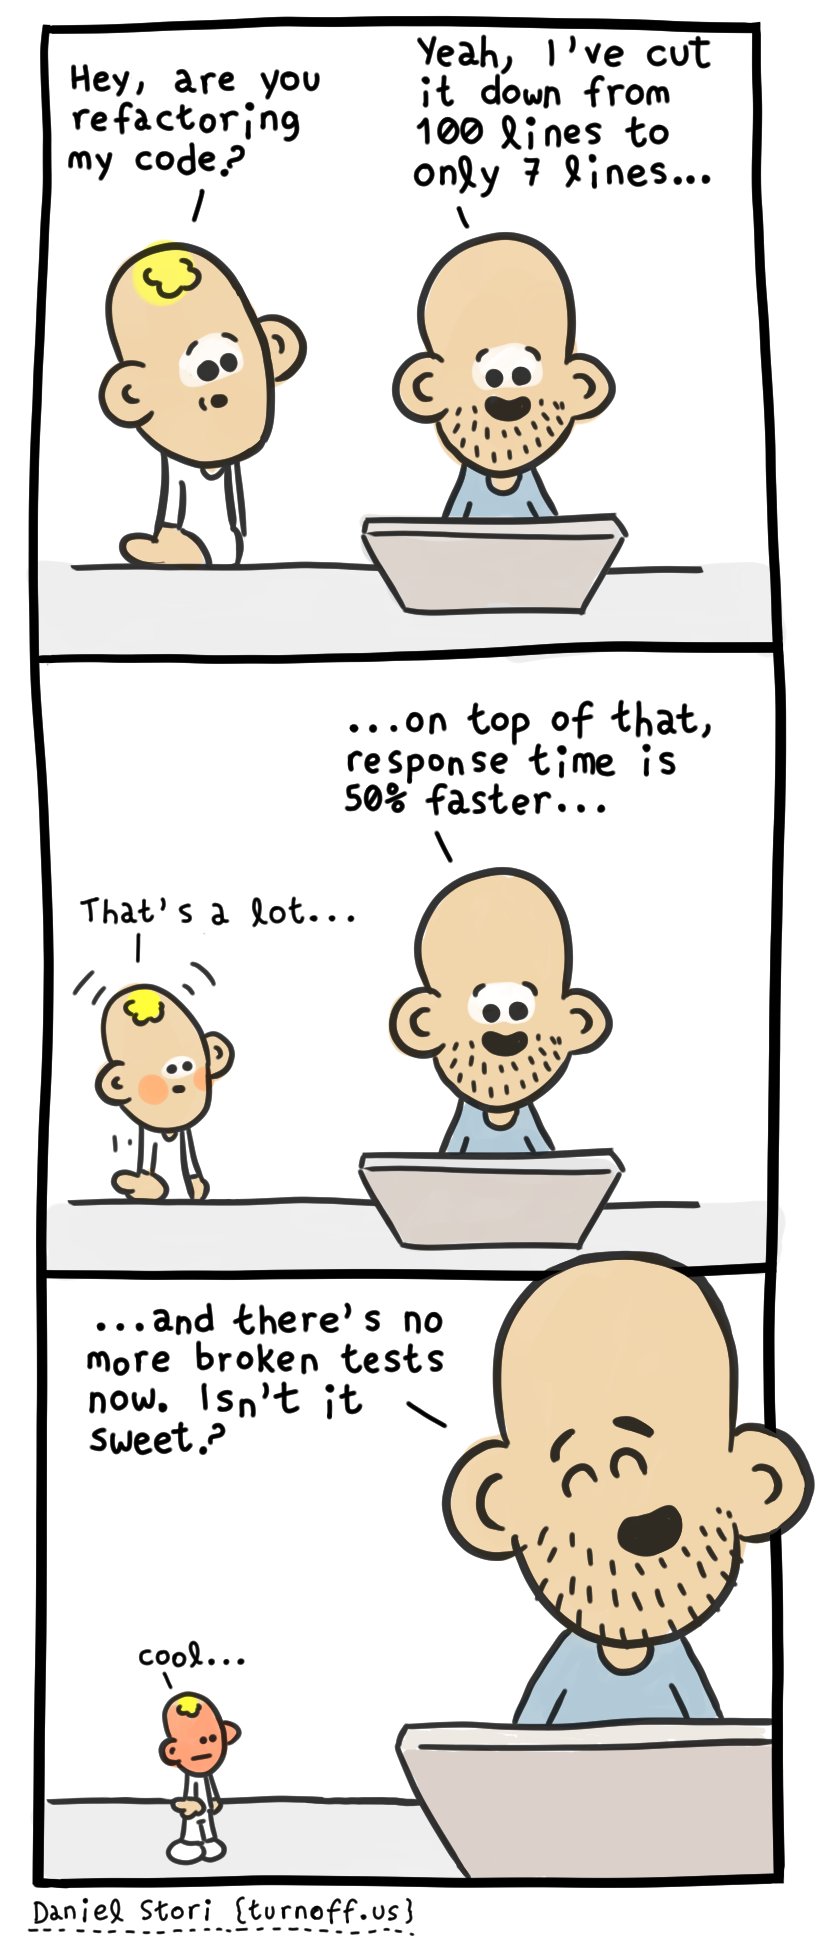 Hey, are you
refactoring
my code?
Yeah, I've cut
it down from
100 lines to
only 7 lines...
...on top of that,
response time is
50% faster...
That's a lot...
...and there's no
more broken tests
now. Isn't it
sweet?
cool...
Daniel Stori {turnoff.us}